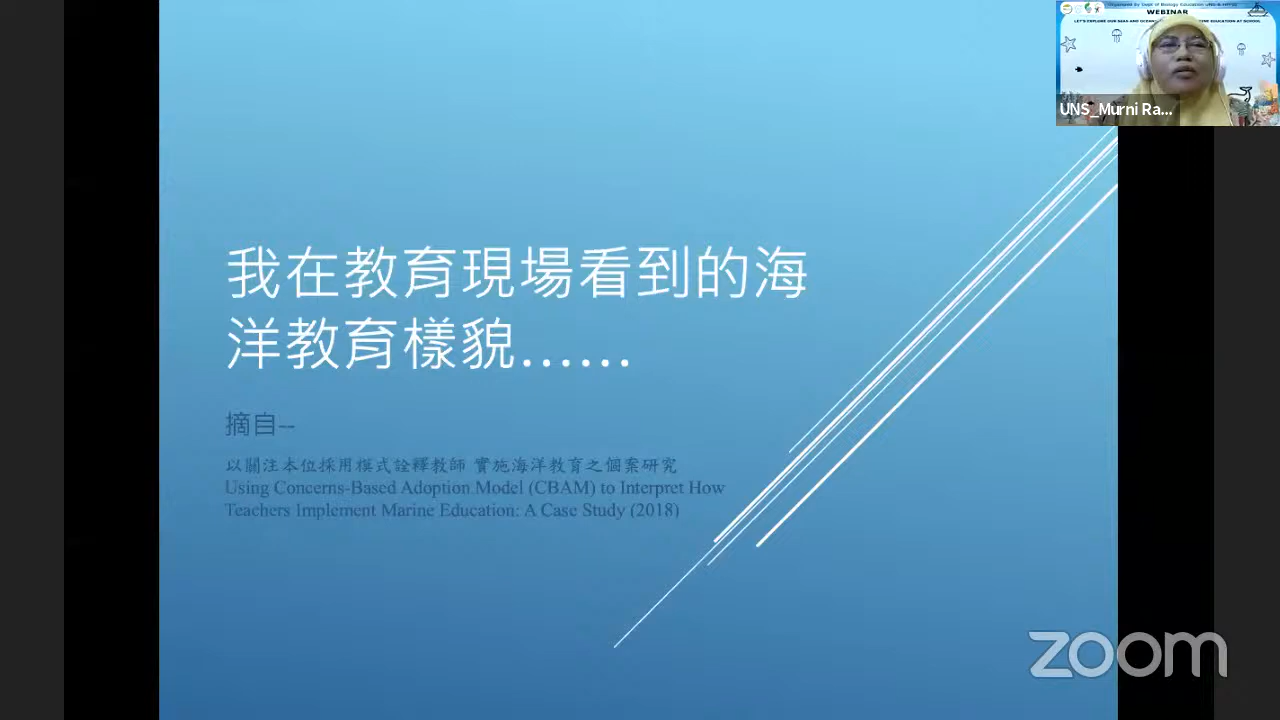 WEBINAR
UNS_Murni Ra...
我在教育現場看到的海
洋教育樣貌......
摘自--
以關注本位採用模式詮釋教師 實施海洋教育之個案研究
Using Concerns-Based Adoption Model (CBAM) to Interpret How
Teachers Implement Marine Education: A Case Study (2018)
zoom